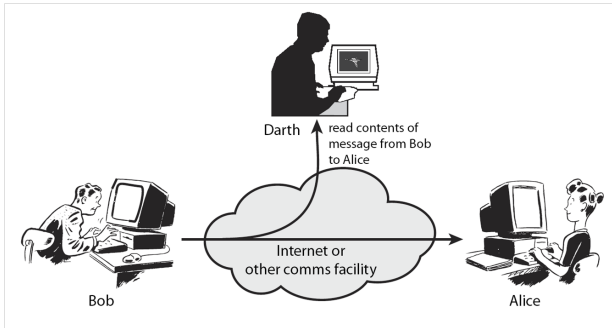 Darth
read contents of
message from Bob
to Alice
Internet or
other comms facility
Bob
Alice